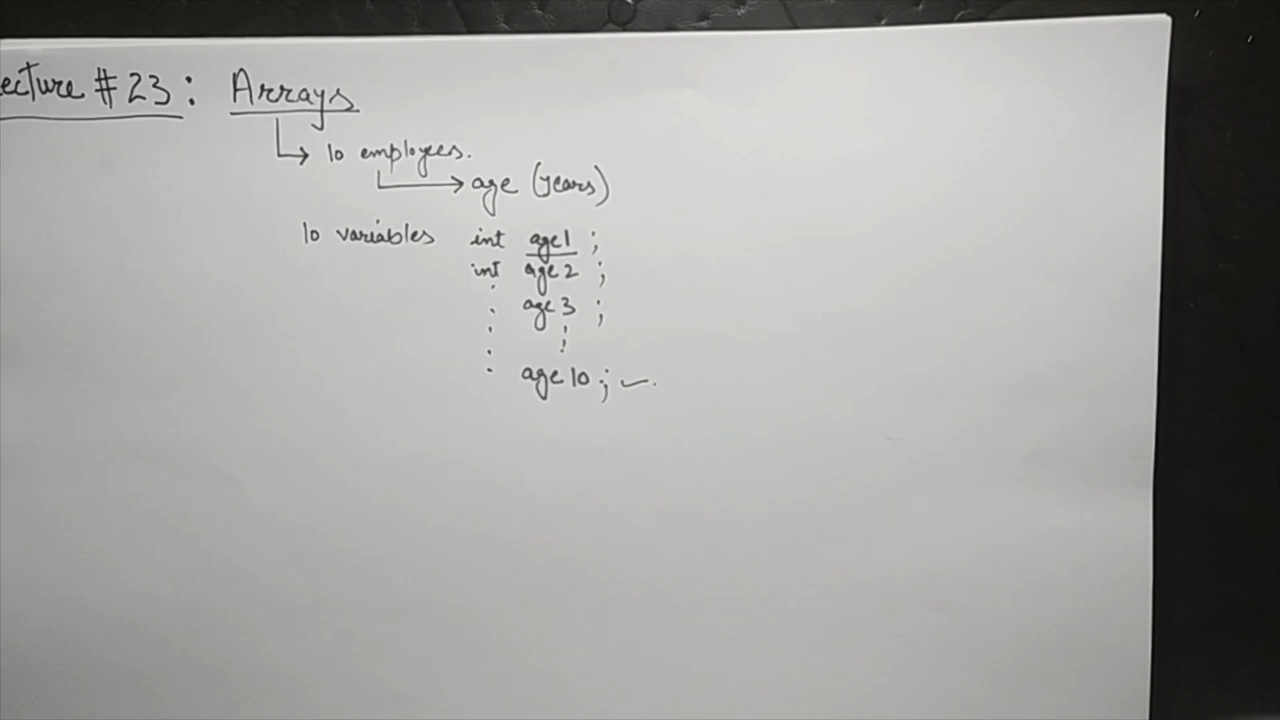 ecture #23: Arrays
↳ 10 employees.
↳ age (years)
10 variables int age1;
int age2;
. age3;
: :
. age10; ✓.